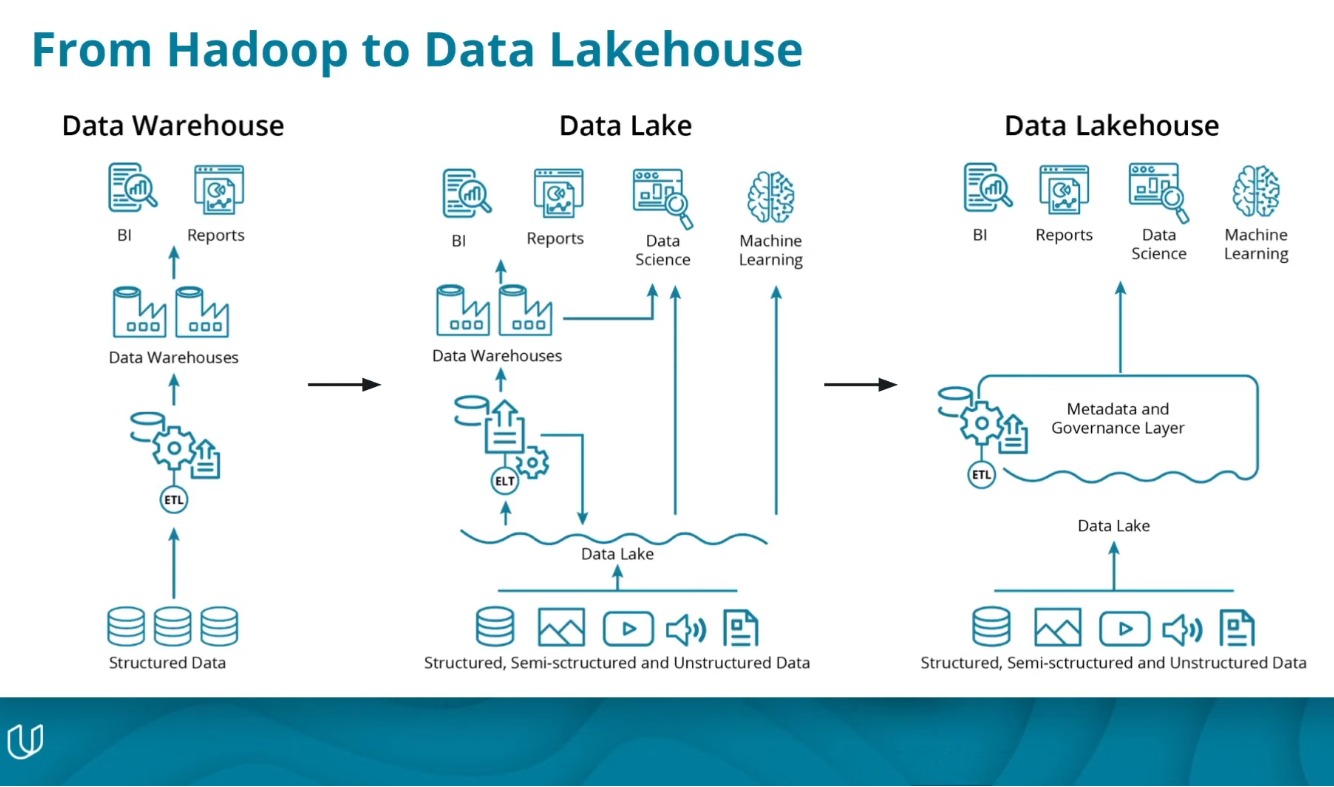 From Hadoop to Data Lakehouse
Data Warehouse
BI
Reports
Data Warehouses
ETL
Structured Data
Data Lake
BI
Reports
Data
Science
Machine
Learning
Data Warehouses
ELT
Data Lake
Structured, Semi-sctructured and Unstructured Data
Data Lakehouse
BI
Reports
Data
Science
Machine
Learning
Metadata and
Governance Layer
ETL
Data Lake
Structured, Semi-sctructured and Unstructured Data